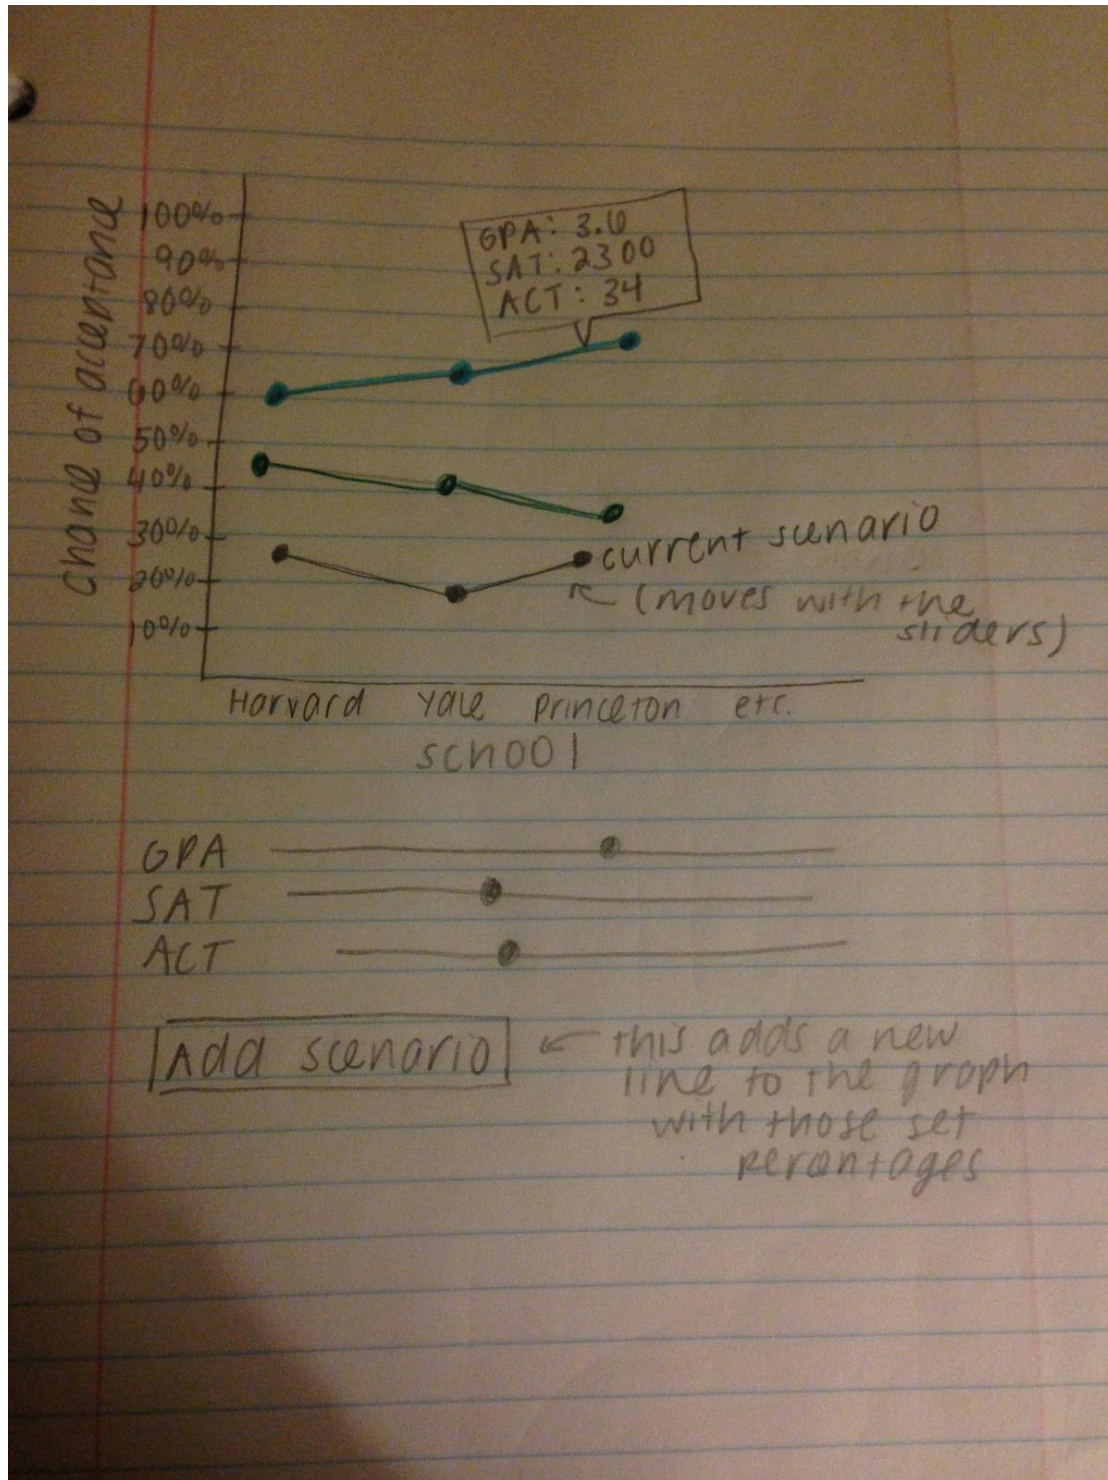 Chance of acceptance
100%
90%
80%
70%
60%
50%
40%
30%
20%
10%
GPA: 3.6
SAT: 2300
ACT: 34
current scenario
(moves with the
sliders)
Harvard Yale Princeton etc.
school
GPA
SAT
ACT
Add scenario
this adds a new
line to the graph
with those set
percentages